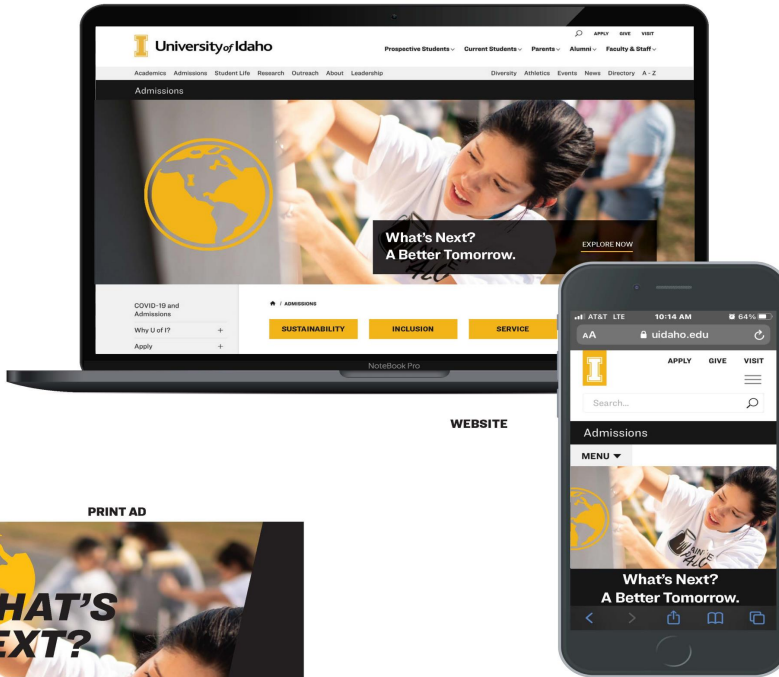 APPLY GIVE VISIT
I University of Idaho
Prospective Students Current Students Parents Alumni Faculty & Staff
Academics Admissions Student Life Research Outreach About Leadership Diversity Athletics Events News Directory A - Z
Admissions
I
What's Next?
A Better Tomorrow.
EXPLORE NOW
COVID-19 and
Admissions
Why U of I? +
Apply +
/ ADMISSIONS
SUSTAINABILITY INCLUSION SERVICE
NoteBook Pro
WEBSITE
AT&T LTE 10:14 AM 64%
AA uidaho.edu
I APPLY GIVE VISIT
Search...
Admissions
MENU
What's Next?
A Better Tomorrow.
PRINT AD
HAT'S
EXT?